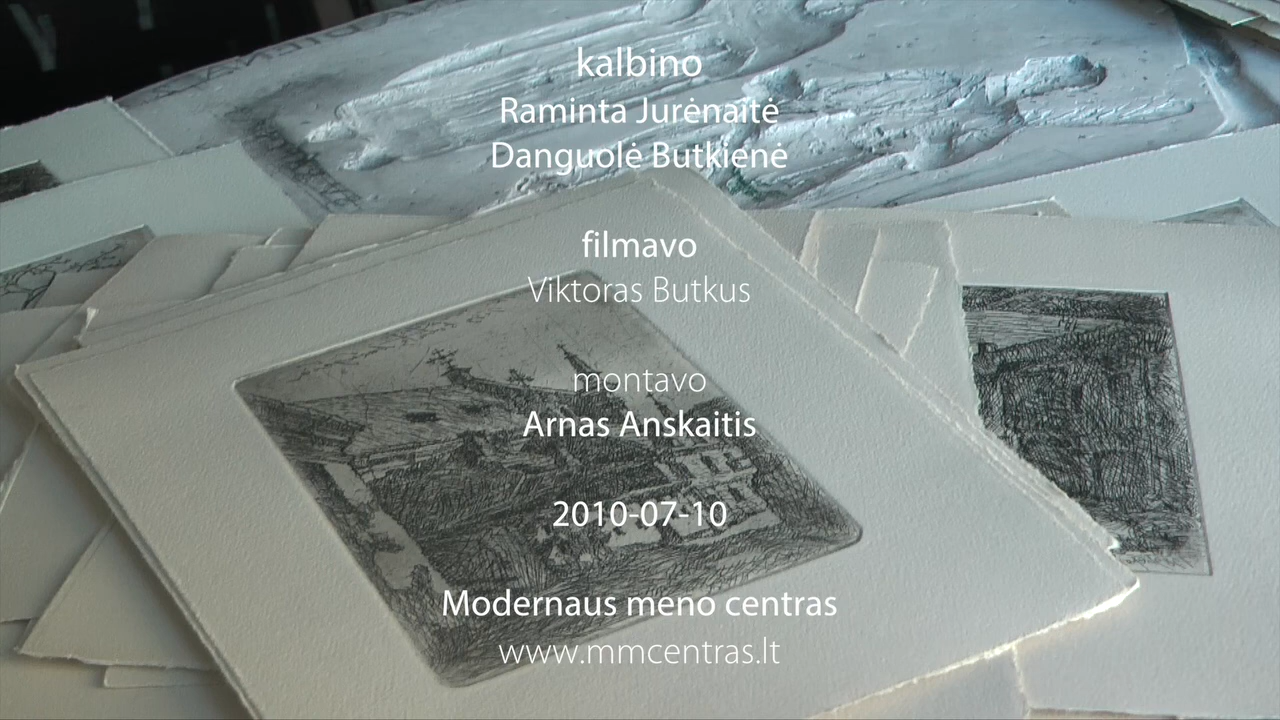 kalbino
Raminta Jurėnaitė
Danguolė Butkienė
filmavo
Viktoras Butkus
montavo
Arnas Anskaitis
2010-07-10
Modernaus meno centras
www.mmcentras.lt